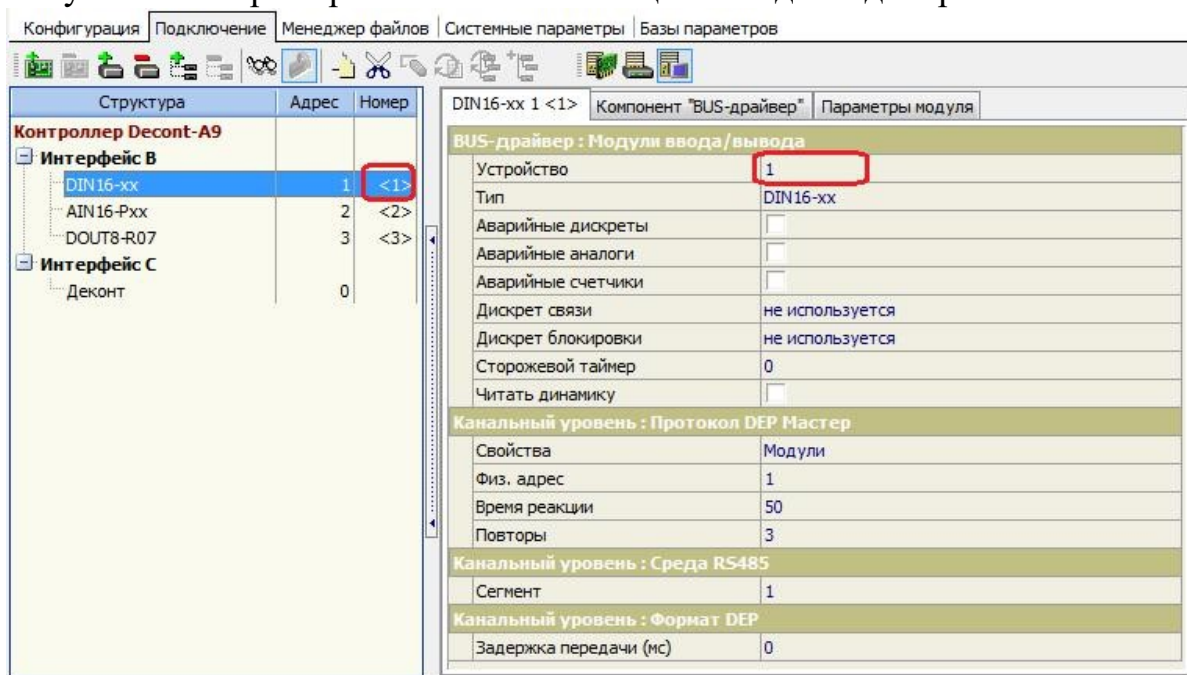 Конфигурация Подключение Менеджер файлов Системные параметры Базы параметров
Структура Адрес Номер
Контроллер Decont-A9
Интерфейс B
DIN16-xx 1 <1>
AIN16-Pxx 2 <2>
DOUT8-R07 3 <3>
Интерфейс C
Деконт 0
DIN16-xx 1 <1> Компонент "BUS-драйвер" Параметры модуля
BUS-драйвер : Модули ввода/вывода
Устройство 1
Тип DIN16-xx
Аварийные дискреты
Аварийные аналоги
Аварийные счетчики
Дискрет связи не используется
Дискрет блокировки не используется
Сторожевой таймер 0
Читать динамику
Канальный уровень : Протокол DEP Мастер
Свойства Модули
Физ. адрес 1
Время реакции 50
Повторы 3
Канальный уровень : Среда RS485
Сегмент 1
Канальный уровень : Формат DEP
Задержка передачи (мс) 0